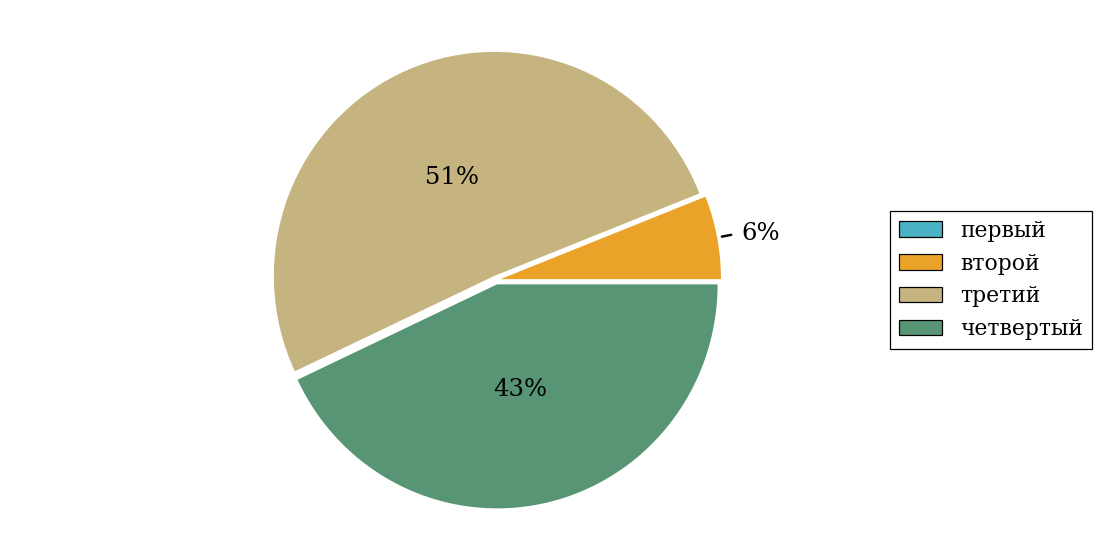 51%
6%
43%
первый
второй
третий
четвертый